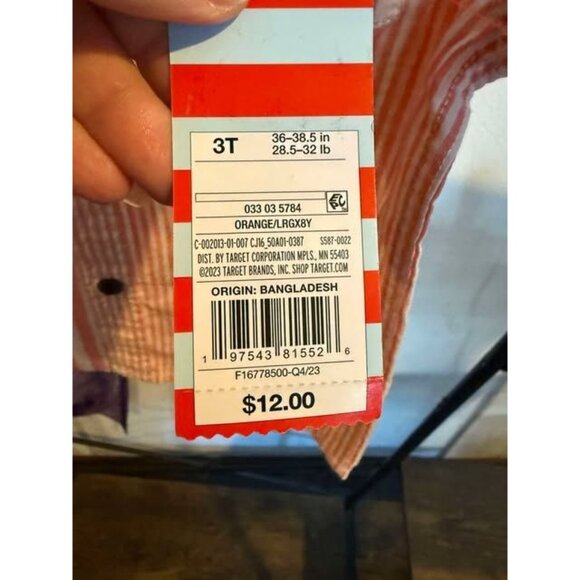 3T
36–38.5 in
28.5–32 lb
033 03 5784
ORANGE/LRGX8Y
C-002013-01-007 CJ16_50A01-0387 S587-0022
DIST. BY TARGET CORPORATION MPLS., MN 55403
©2023 TARGET BRANDS, INC. SHOP TARGET.COM
ORIGIN: BANGLADESH
1 97543 81552 6
F16778500-Q4/23
$12.00